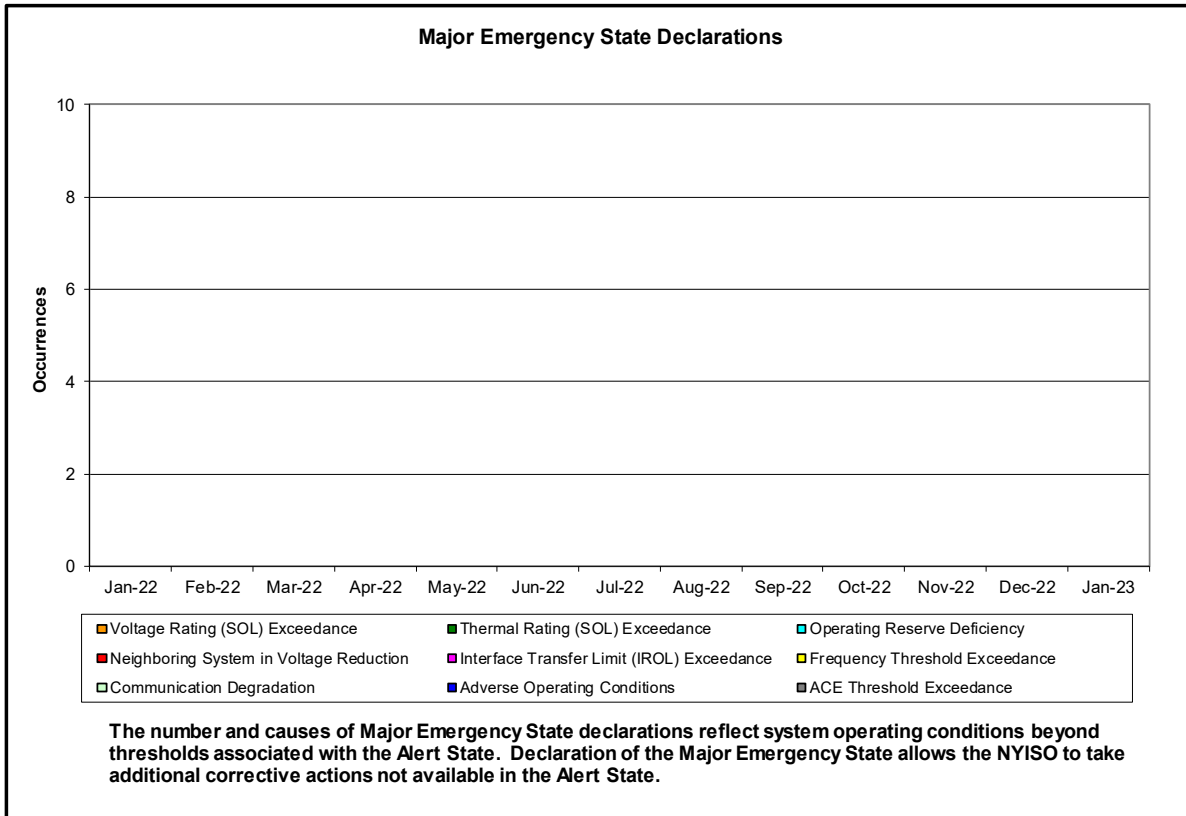 Major Emergency State Declarations
10
8
6
4
2
0
Occurrences
Jan-22 Feb-22 Mar-22 Apr-22 May-22 Jun-22 Jul-22 Aug-22 Sep-22 Oct-22 Nov-22 Dec-22 Jan-23
Voltage Rating (SOL) Exceedance Thermal Rating (SOL) Exceedance Operating Reserve Deficiency
Neighboring System in Voltage Reduction Interface Transfer Limit (IROL) Exceedance Frequency Threshold Exceedance
Communication Degradation Adverse Operating Conditions ACE Threshold Exceedance
The number and causes of Major Emergency State declarations reflect system operating conditions beyond
thresholds associated with the Alert State.  Declaration of the Major Emergency State allows the NYISO to take
additional corrective actions not available in the Alert State.